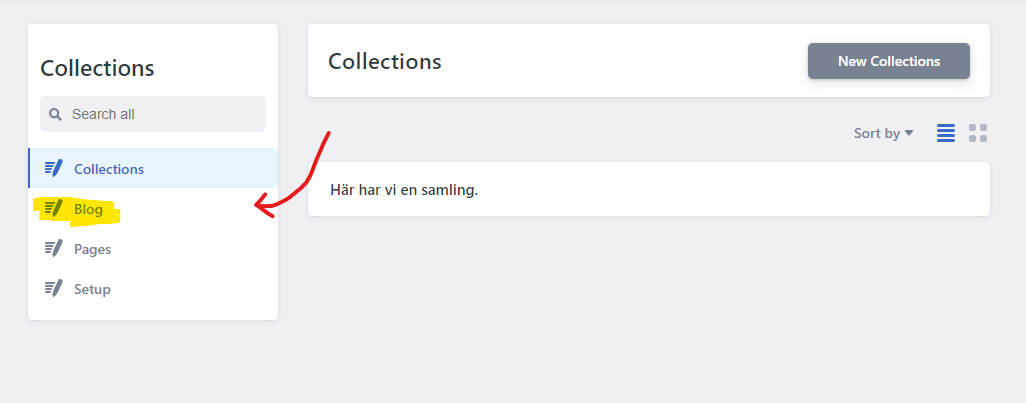 Collections
Search all
Collections
Blog
Pages
Setup
Collections
New Collections
Sort by
Här har vi en samling.